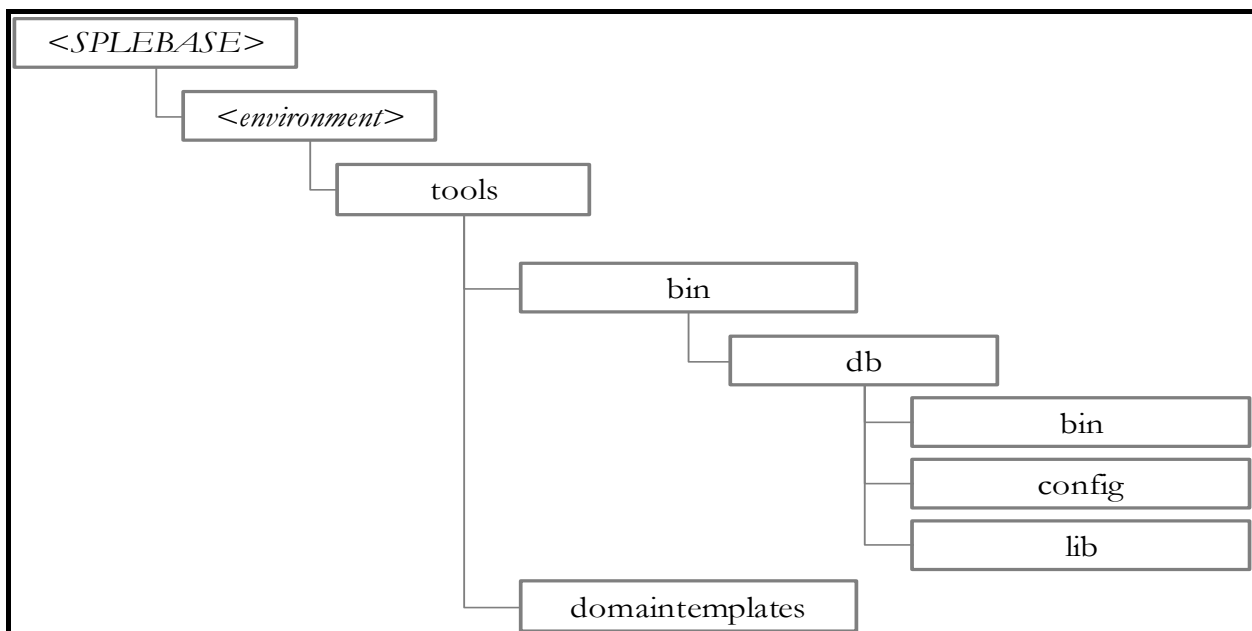 <SPLEBASE>
<environment>
tools
bin
db
bin
config
lib
domaintemplates